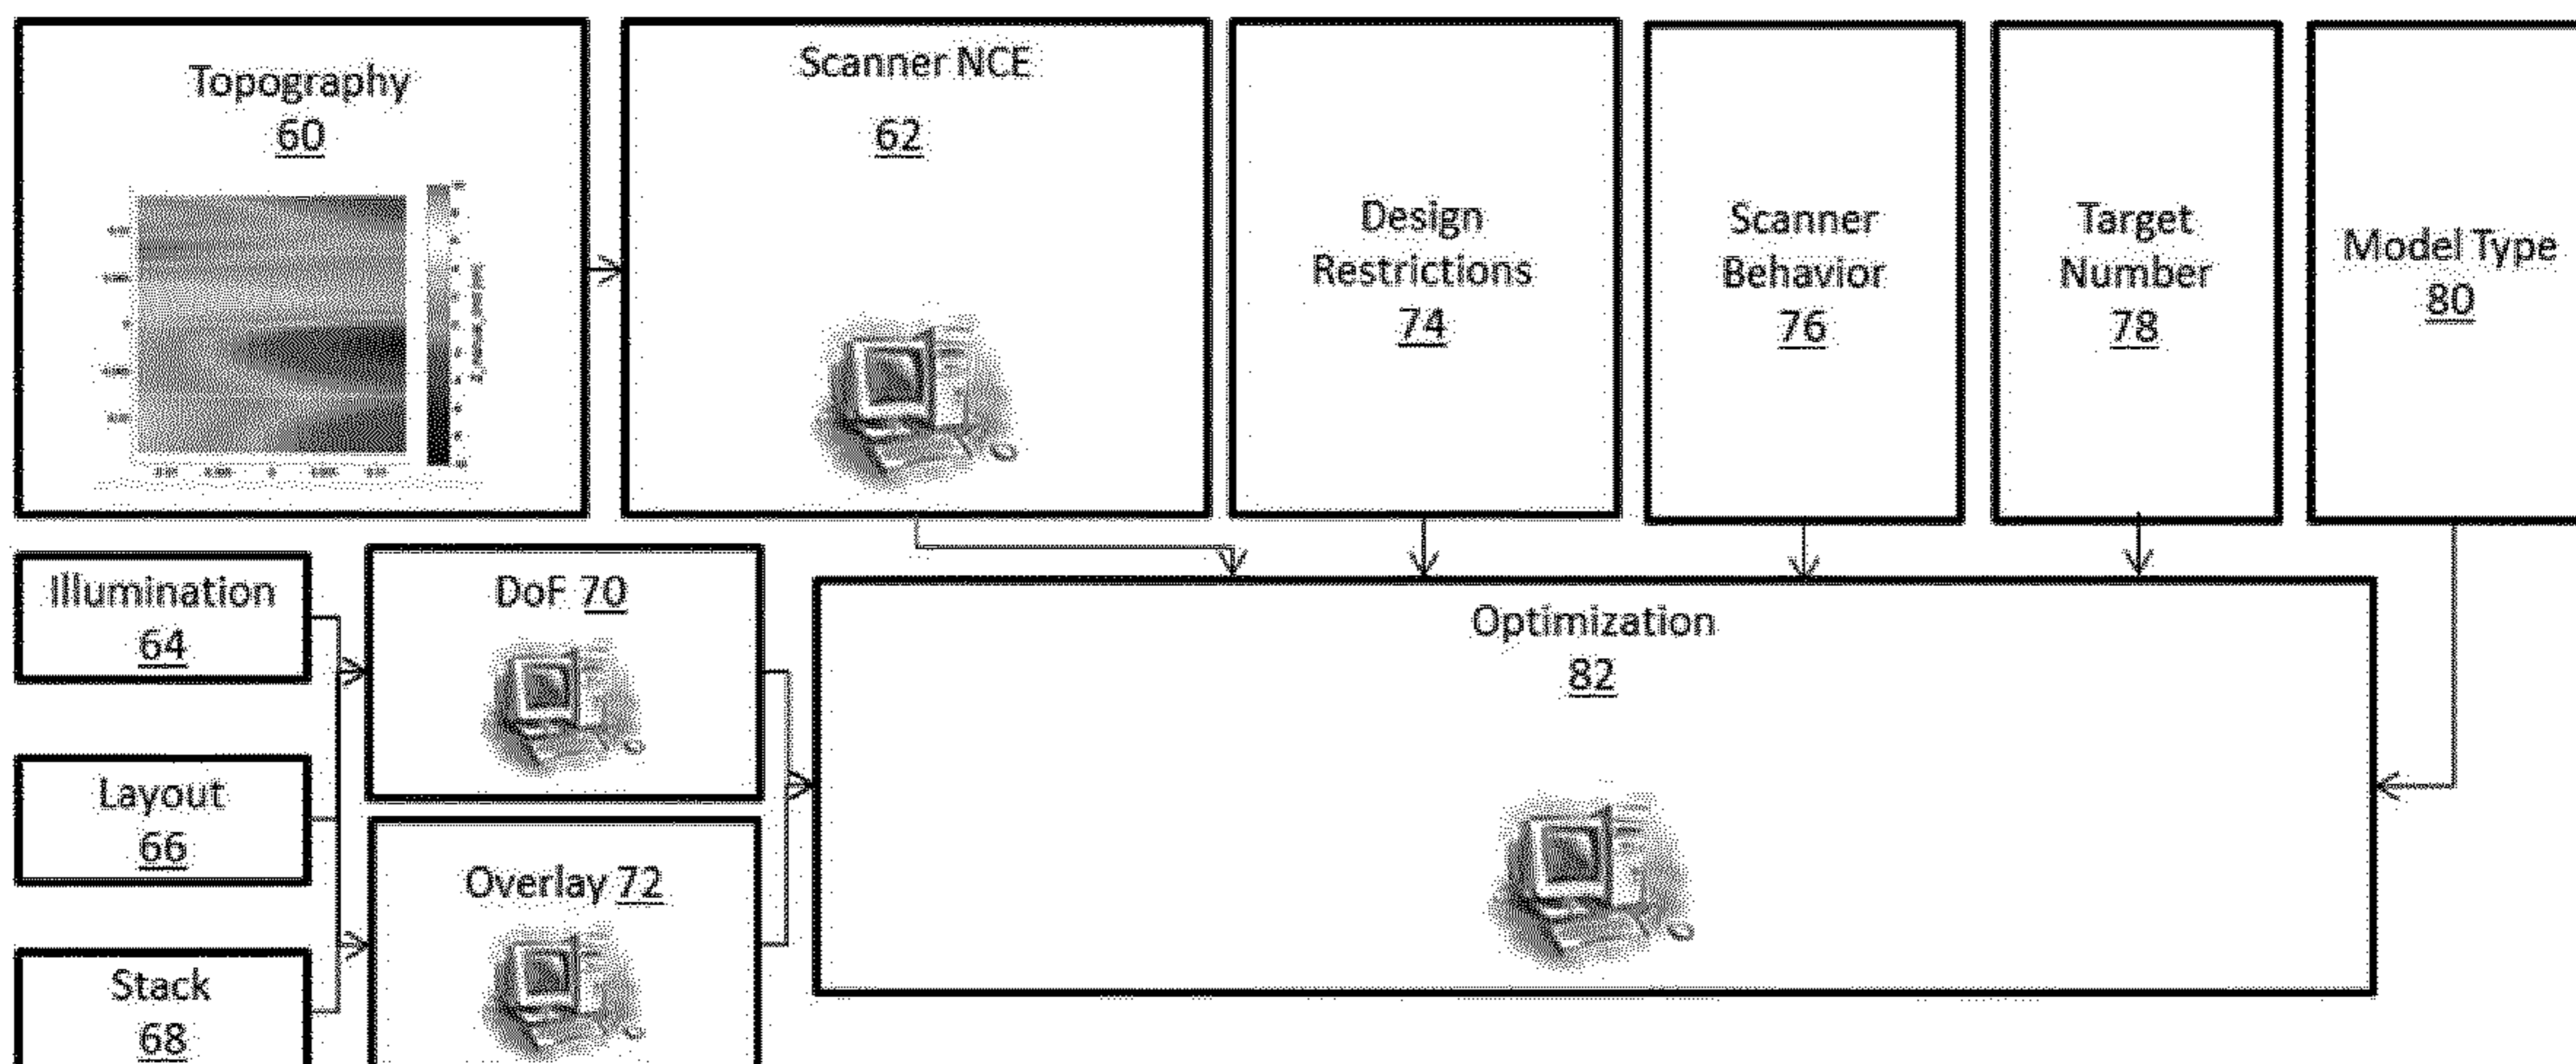 Topography
60
Scanner NCE
62
Design
Restrictions
74
Scanner
Behavior
76
Target
Number
78
Model Type
80
Illumination
64
Layout
66
Stack
68
DoF 70
Overlay 72
Optimization
82